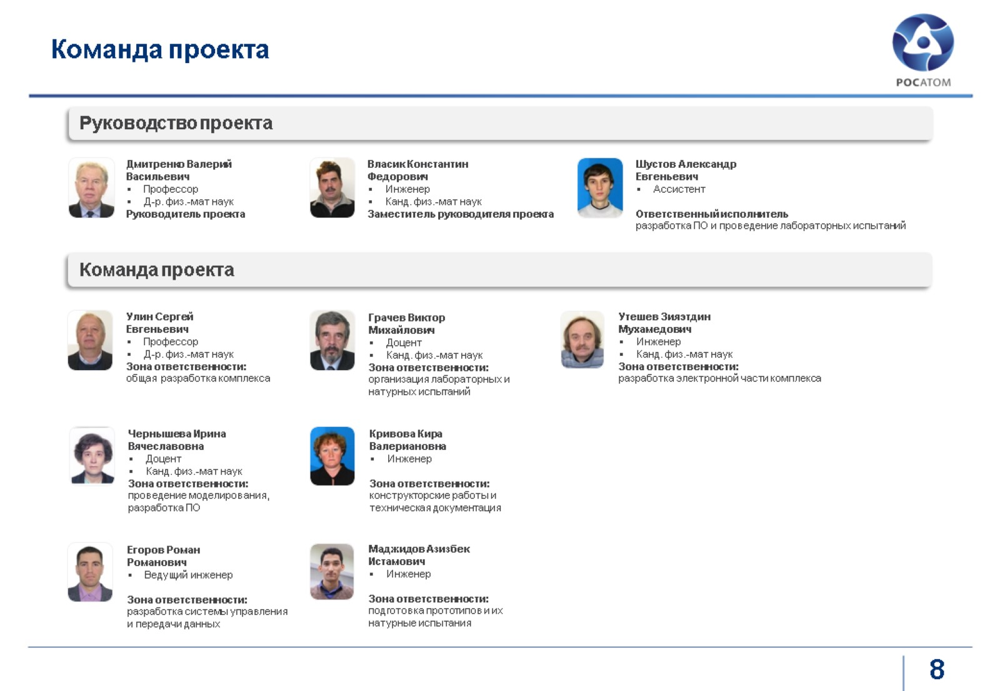 Команда проекта
РОСАТОМ
Руководство проекта
Дмитренко Валерий
Васильевич
▪ Профессор
▪ Д-р. физ.-мат наук
Руководитель проекта
Власик Константин
Федорович
▪ Инженер
▪ Канд. физ.-мат наук
Заместитель руководителя проекта
Шустов Александр
Евгеньевич
▪ Ассистент
Ответственный исполнитель
разработка ПО и проведение лабораторных испытаний
Команда проекта
Улин Сергей
Евгеньевич
▪ Профессор
▪ Д-р. физ.-мат наук
Зона ответственности:
общая разработка комплекса
Грачев Виктор
Михайлович
▪ Доцент
▪ Канд. физ.-мат наук
Зона ответственности:
организация лабораторных и
натурных испытаний
Утешев Зияэтдин
Мухамедович
▪ Инженер
▪ Канд. физ.-мат наук
Зона ответственности:
разработка электронной части комплекса
Чернышева Ирина
Вячеславовна
▪ Доцент
▪ Канд. физ.-мат наук
Зона ответственности:
проведение моделирования,
разработка ПО
Кривова Кира
Валериановна
▪ Инженер
Зона ответственности:
конструкторские работы и
техническая документация
Егоров Роман
Романович
▪ Ведущий инженер
Зона ответственности:
разработка системы управления
и передачи данных
Маджидов Азизбек
Истамович
▪ Инженер
Зона ответственности:
подготовка прототипов и их
натурные испытания
8